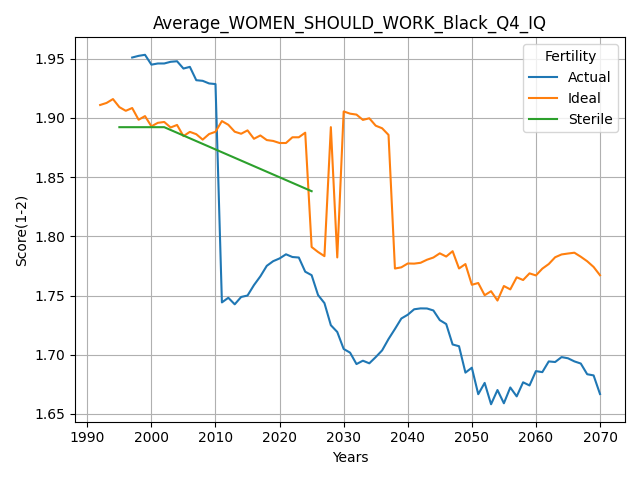 Average_WOMEN_SHOULD_WORK_Black_Q4_IQ
Fertility
Actual
Ideal
Sterile
Score(1-2)
1.95
1.90
1.85
1.80
1.75
1.70
1.65
1990 2000 2010 2020 2030 2040 2050 2060 2070
Years